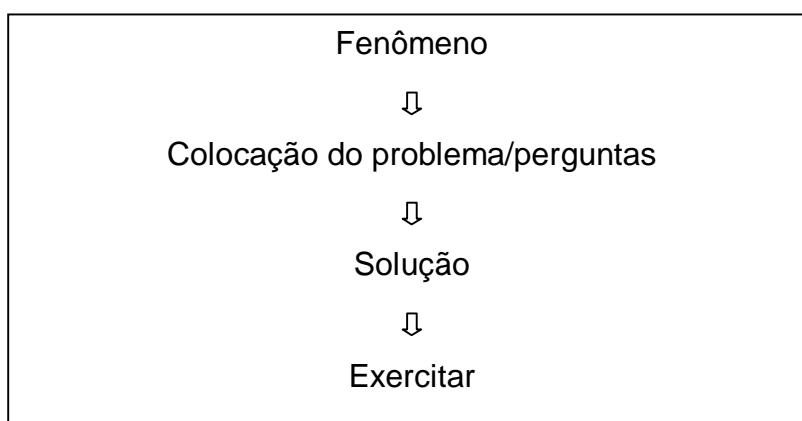 Fenômeno
⇩
Colocação do problema/perguntas
⇩
Solução
⇩
Exercitar